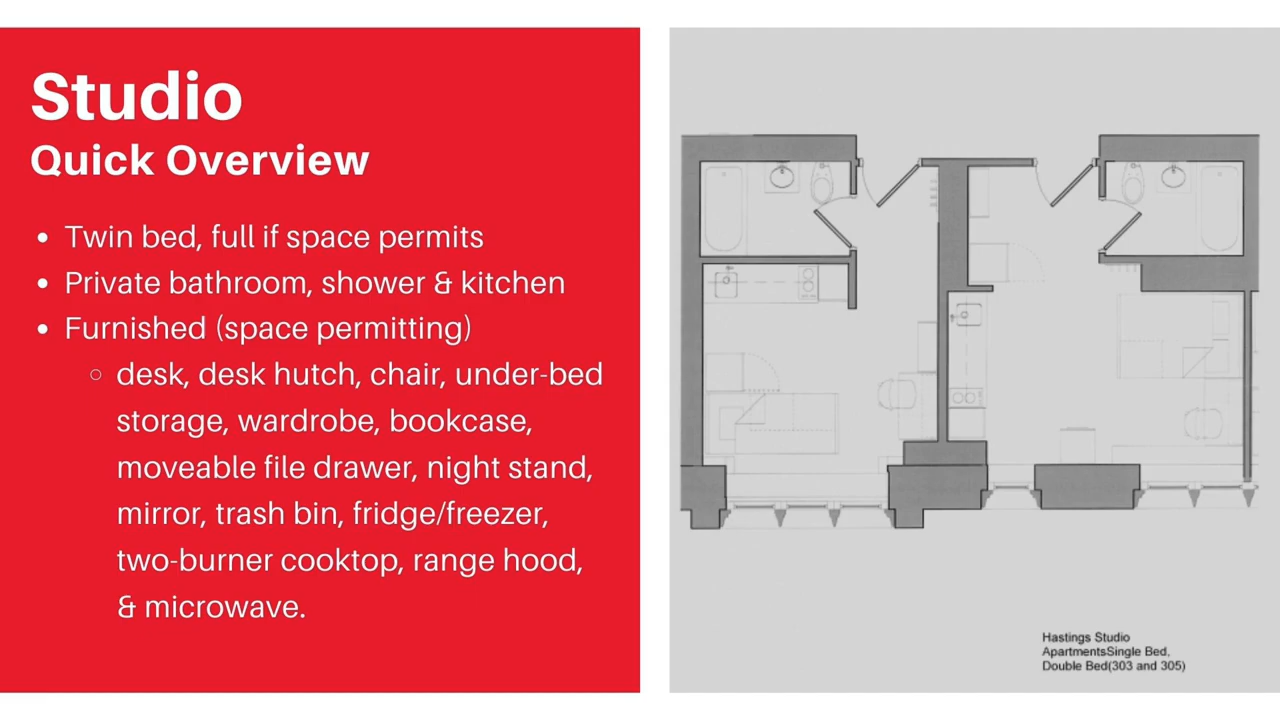 Studio
Quick Overview
• Twin bed, full if space permits
• Private bathroom, shower & kitchen
• Furnished (space permitting)
○ desk, desk hutch, chair, under-bed
storage, wardrobe, bookcase,
moveable file drawer, night stand,
mirror, trash bin, fridge/freezer,
two-burner cooktop, range hood,
& microwave.
Hastings Studio
ApartmentsSingle Bed,
Double Bed(303 and 305)